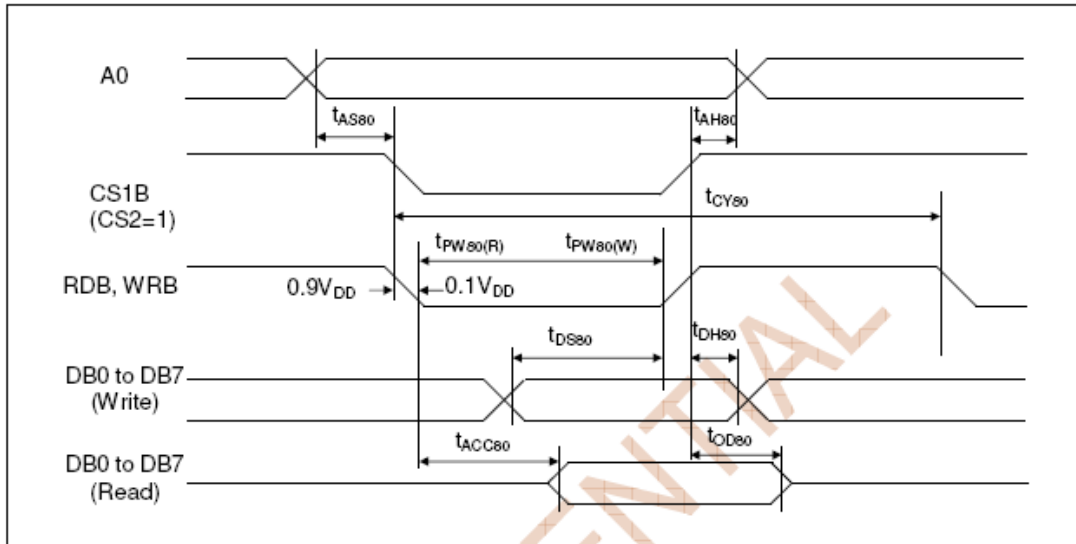 A0
tAS80
tAH80
CS1B
(CS2=1)
tCY80
tPW80(R)
tPW80(W)
RDB, WRB
0.9VDD
0.1VDD
tDS80
tDH80
DB0 to DB7
(Write)
tACC80
tOD80
DB0 to DB7
(Read)
ENTIAL